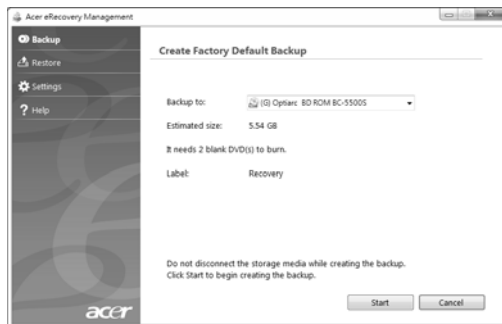 Acer eRecovery Management
Backup
Restore
Settings
Help
Create Factory Default Backup
Backup to: (G) Optiarc BD ROM BC-5500S
Estimated size: 5.54 GB
It needs 2 blank DVD(s) to burn.
Label: Recovery
Do not disconnect the storage media while creating the backup.
Click Start to begin creating the backup.
Start Cancel
acer